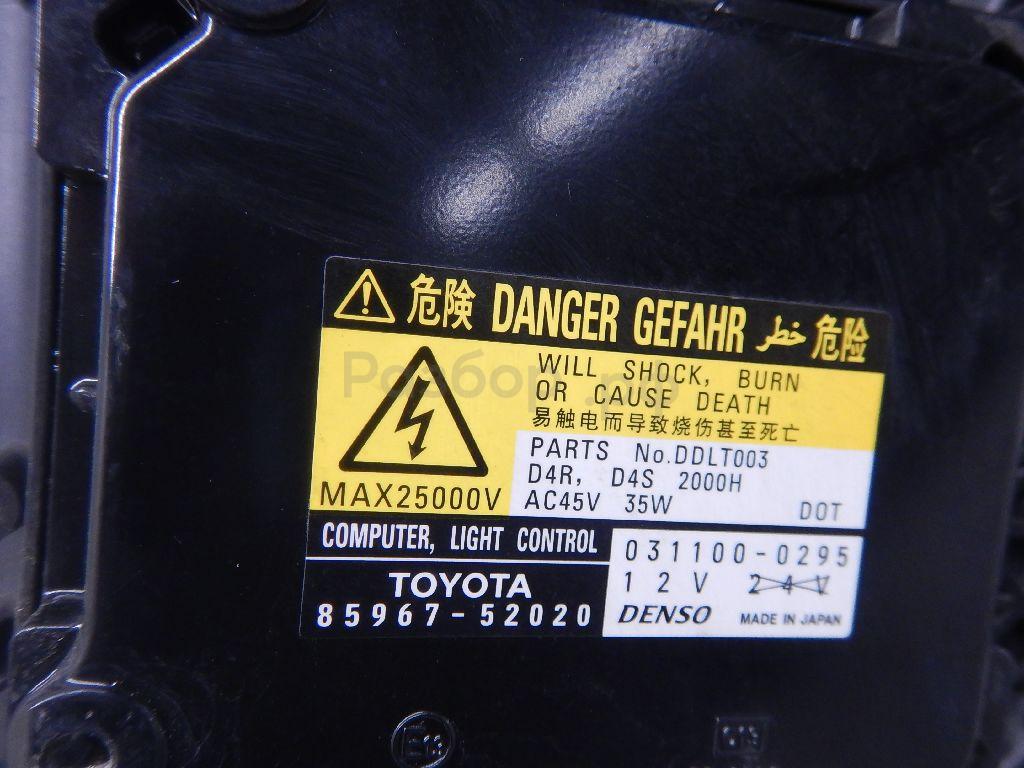 危険 DANGER GEFAHR خطر 危险
WILL SHOCK, BURN
OR CAUSE DEATH
易触电而导致烧伤甚至死亡
MAX25000V
PARTS No.DDLT003
D4R, D4S 2000H
AC45V 35W DOT
COMPUTER, LIGHT CONTROL
TOYOTA
85967-52020
031100-0295
12V 24V
DENSO MADE IN JAPAN
E13